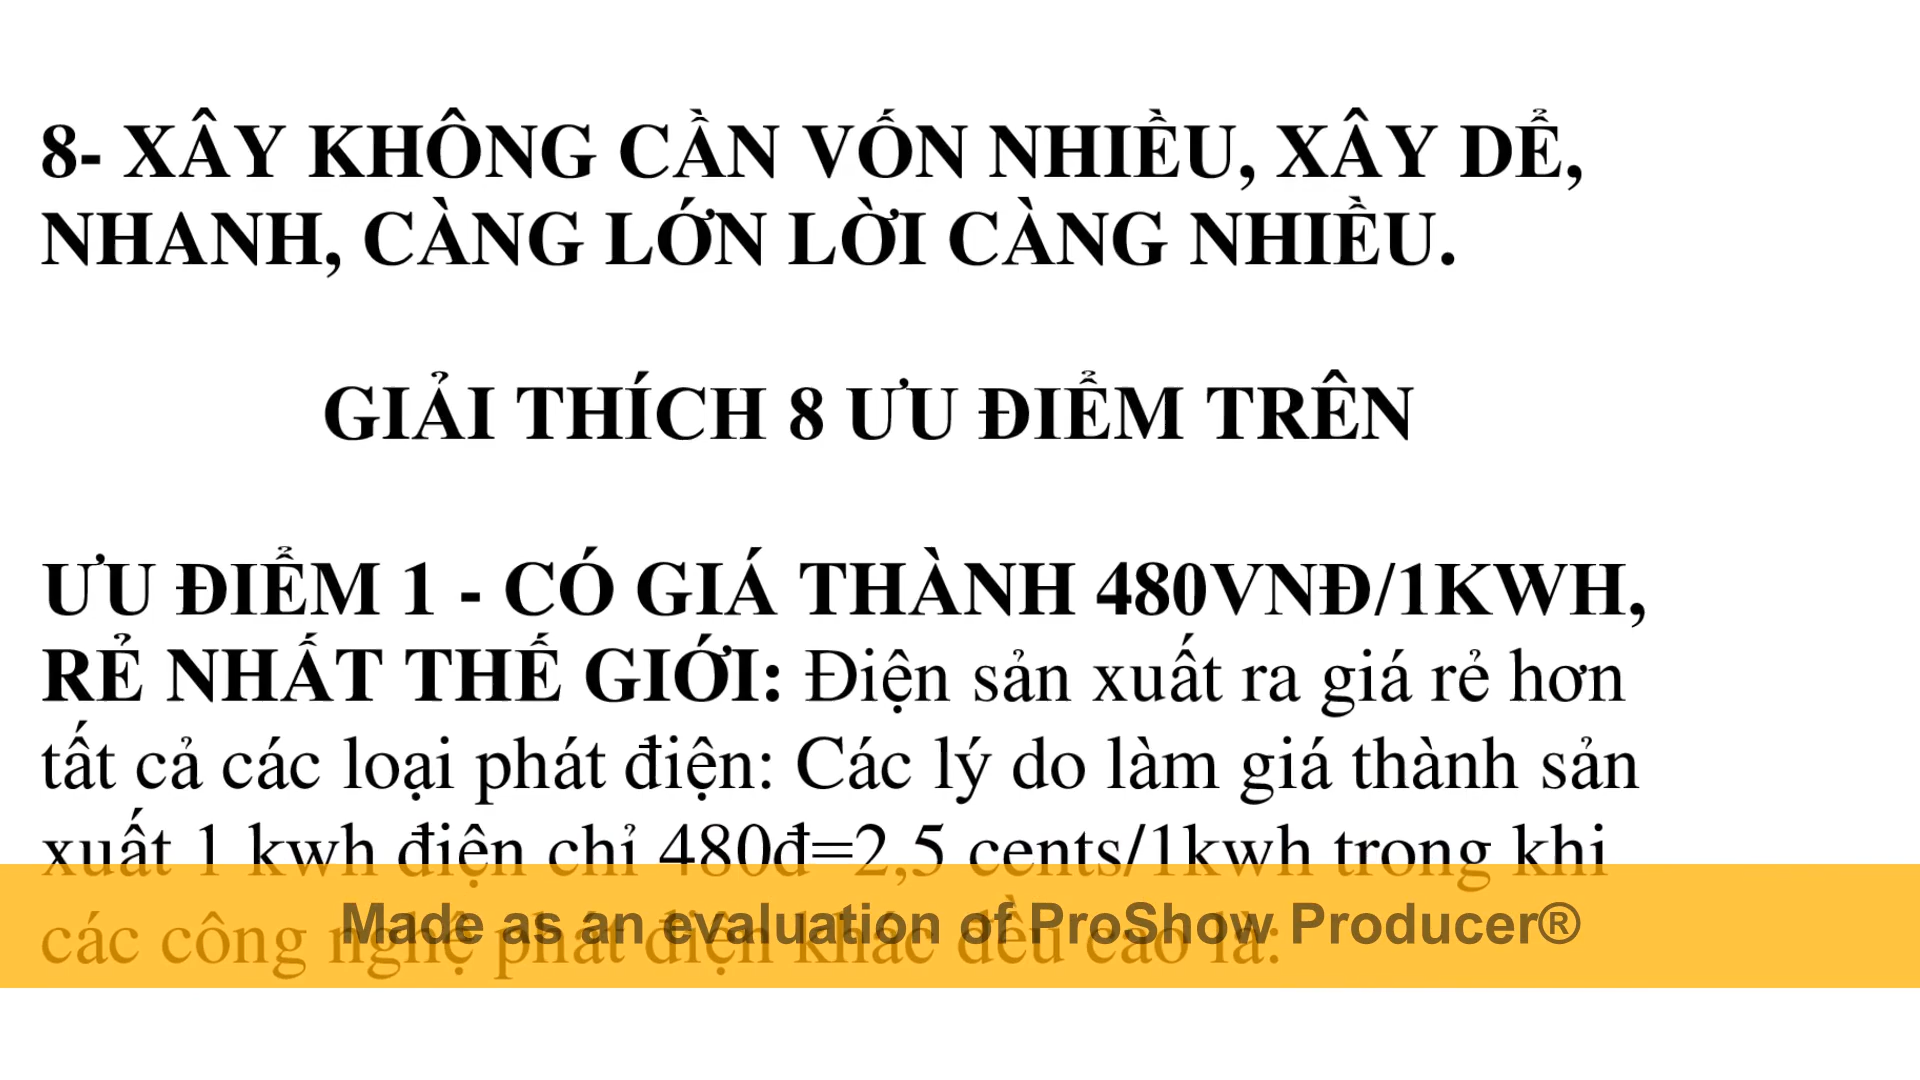 8- XÂY KHÔNG CẦN VỐN NHIỀU, XÂY DỂ,
NHANH, CÀNG LỚN LỜI CÀNG NHIỀU.
GIẢI THÍCH 8 ƯU ĐIỂM TRÊN
ƯU ĐIỂM 1 - CÓ GIÁ THÀNH 480VNĐ/1KWH,
RẺ NHẤT THẾ GIỚI: Điện sản xuất ra giá rẻ hơn
tất cả các loại phát điện: Các lý do làm giá thành sản
xuất 1 kwh điện chỉ 480đ=2,5 cents/1kwh trong khi
các công nghệ phát điện khác đều cao là:
Made as an evaluation of ProShow Producer®